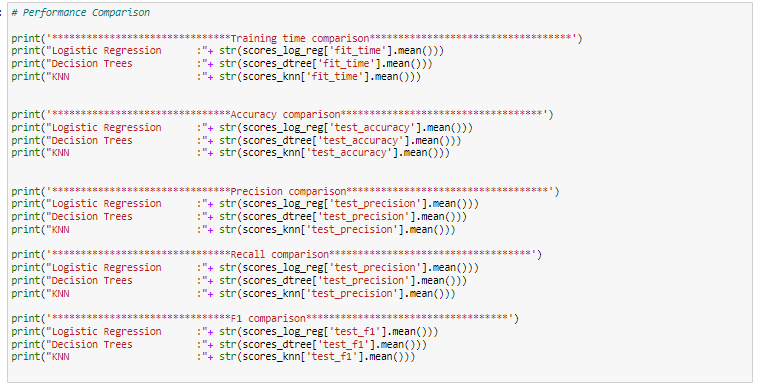 # Performance Comparison
print('*******************************Training time comparison***********************************')
print("Logistic Regression      :"+ str(scores_log_reg['fit_time'].mean()))
print("Decision Trees           :"+ str(scores_dtree['fit_time'].mean()))
print("KNN                      :"+ str(scores_knn['fit_time'].mean()))
print('*******************************Accuracy comparison***********************************')
print("Logistic Regression      :"+ str(scores_log_reg['test_accuracy'].mean()))
print("Decision Trees           :"+ str(scores_dtree['test_accuracy'].mean()))
print("KNN                      :"+ str(scores_knn['test_accuracy'].mean()))
print('*******************************Precision comparison***********************************')
print("Logistic Regression      :"+ str(scores_log_reg['test_precision'].mean()))
print("Decision Trees           :"+ str(scores_dtree['test_precision'].mean()))
print("KNN                      :"+ str(scores_knn['test_precision'].mean()))
print('*******************************Recall comparison***********************************')
print("Logistic Regression      :"+ str(scores_log_reg['test_precision'].mean()))
print("Decision Trees           :"+ str(scores_dtree['test_precision'].mean()))
print("KNN                      :"+ str(scores_knn['test_precision'].mean()))
print('*******************************F1 comparison***********************************')
print("Logistic Regression      :"+ str(scores_log_reg['test_f1'].mean()))
print("Decision Trees           :"+ str(scores_dtree['test_f1'].mean()))
print("KNN                      :"+ str(scores_knn['test_f1'].mean()))